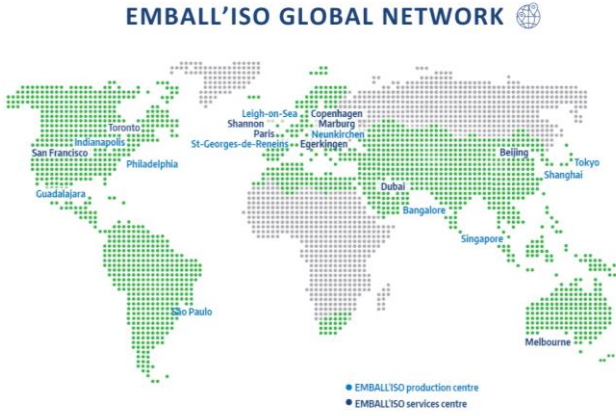 EMBALL'ISO GLOBAL NETWORK
Leigh-on-Sea
Copenhagen
Shannon
Marburg
Toronto
Paris
Neunkirchen
Indianapolis
St-Georges-de-Reneins
Egerkingen
San Francisco
Beijing
Philadelphia
Tokyo
Shanghai
Guadalajara
Dubai
Bangalore
Singapore
São Paulo
Melbourne
EMBALL'ISO production centre
EMBALL'ISO services centre